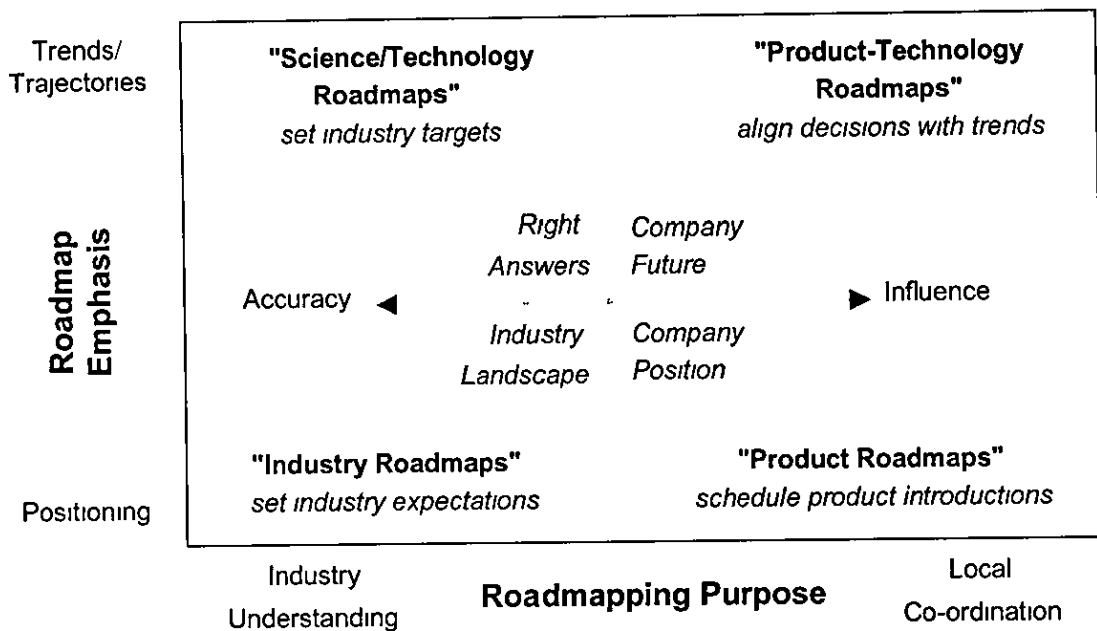 Trends/
Trajectories
"Science/Technology
Roadmaps"
set industry targets
"Product-Technology
Roadmaps"
align decisions with trends
Roadmap
Emphasis
Right
Answers
Company
Future
Accuracy
Influence
Industry
Landscape
Company
Position
"Industry Roadmaps"
set industry expectations
"Product Roadmaps"
schedule product introductions
Positioning
Industry
Understanding
Roadmapping Purpose
Local
Co-ordination